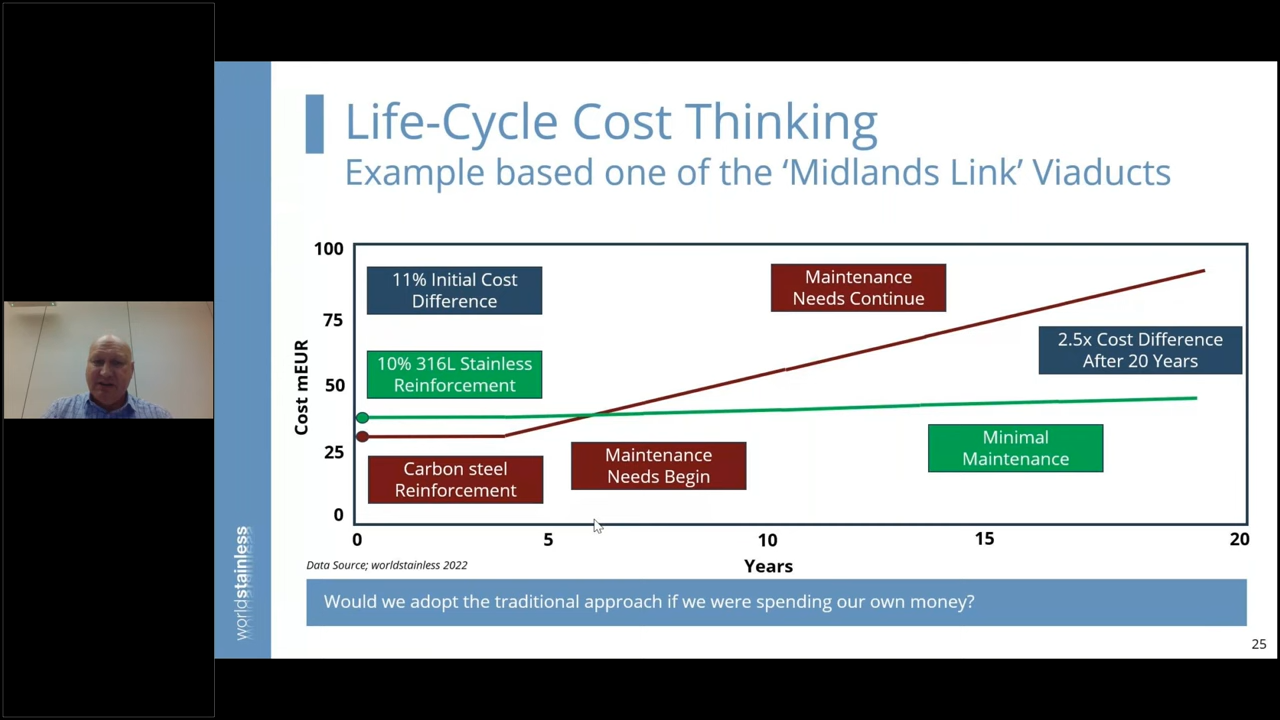 Life-Cycle Cost Thinking
Example based one of the ‘Midlands Link’ Viaducts
100
75
50
25
0
Cost mEUR
11% Initial Cost
Difference
10% 316L Stainless
Reinforcement
Carbon steel
Reinforcement
Maintenance
Needs Begin
Maintenance
Needs Continue
2.5x Cost Difference
After 20 Years
Minimal
Maintenance
0
5
10
15
20
Years
Data Source; worldstainless 2022
Would we adopt the traditional approach if we were spending our own money?
worldstainless
25